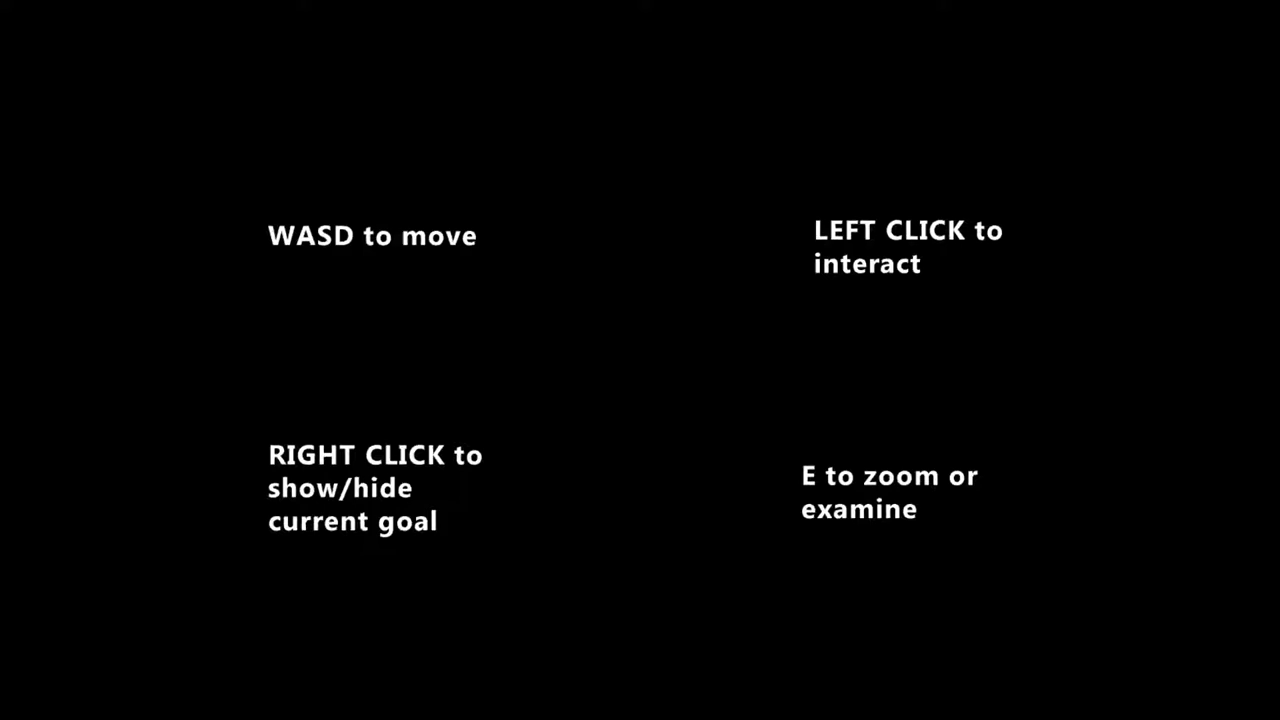 WASD to move
LEFT CLICK to
interact
RIGHT CLICK to
show/hide
current goal
E to zoom or
examine